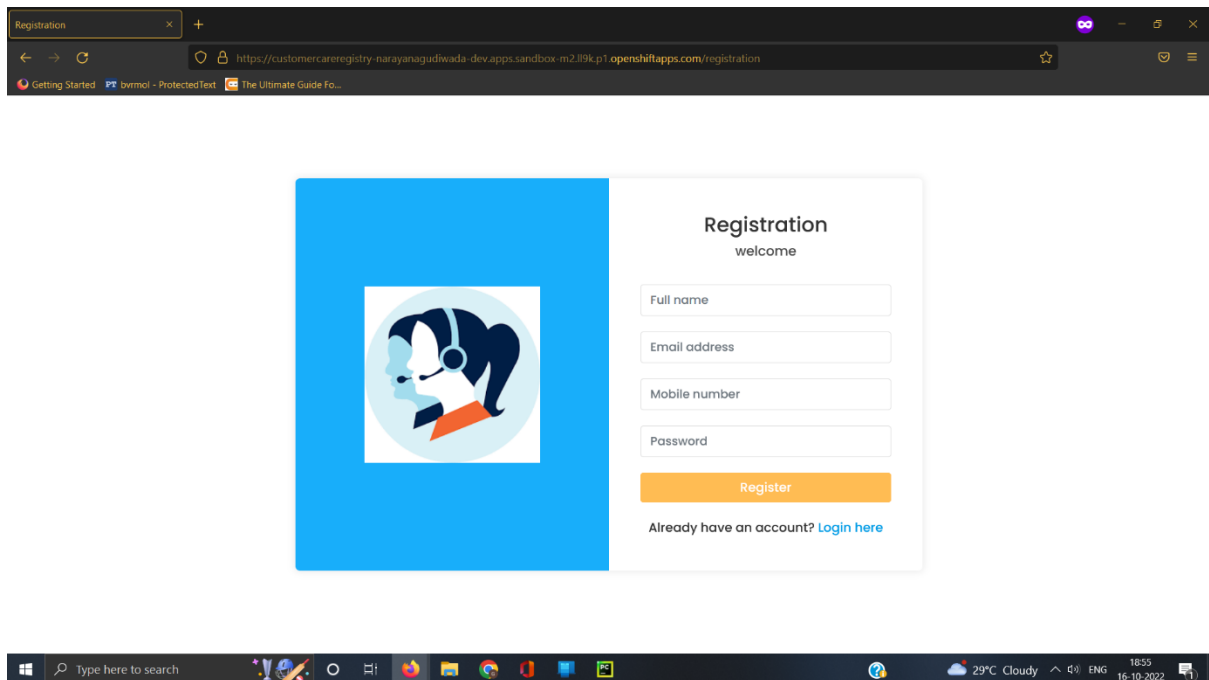 Registration
https://customercareregistry-narayanagudiwada-dev.apps.sandbox-m2.ll9k.p1.openshiftapps.com/registration
Getting Started PT bvrmol - ProtectedText The Ultimate Guide Fo...
Registration
welcome
Full name
Email address
Mobile number
Password
Register
Already have an account? Login here
Type here to search
PC
29°C Cloudy ENG
18:55
16-10-2022
1